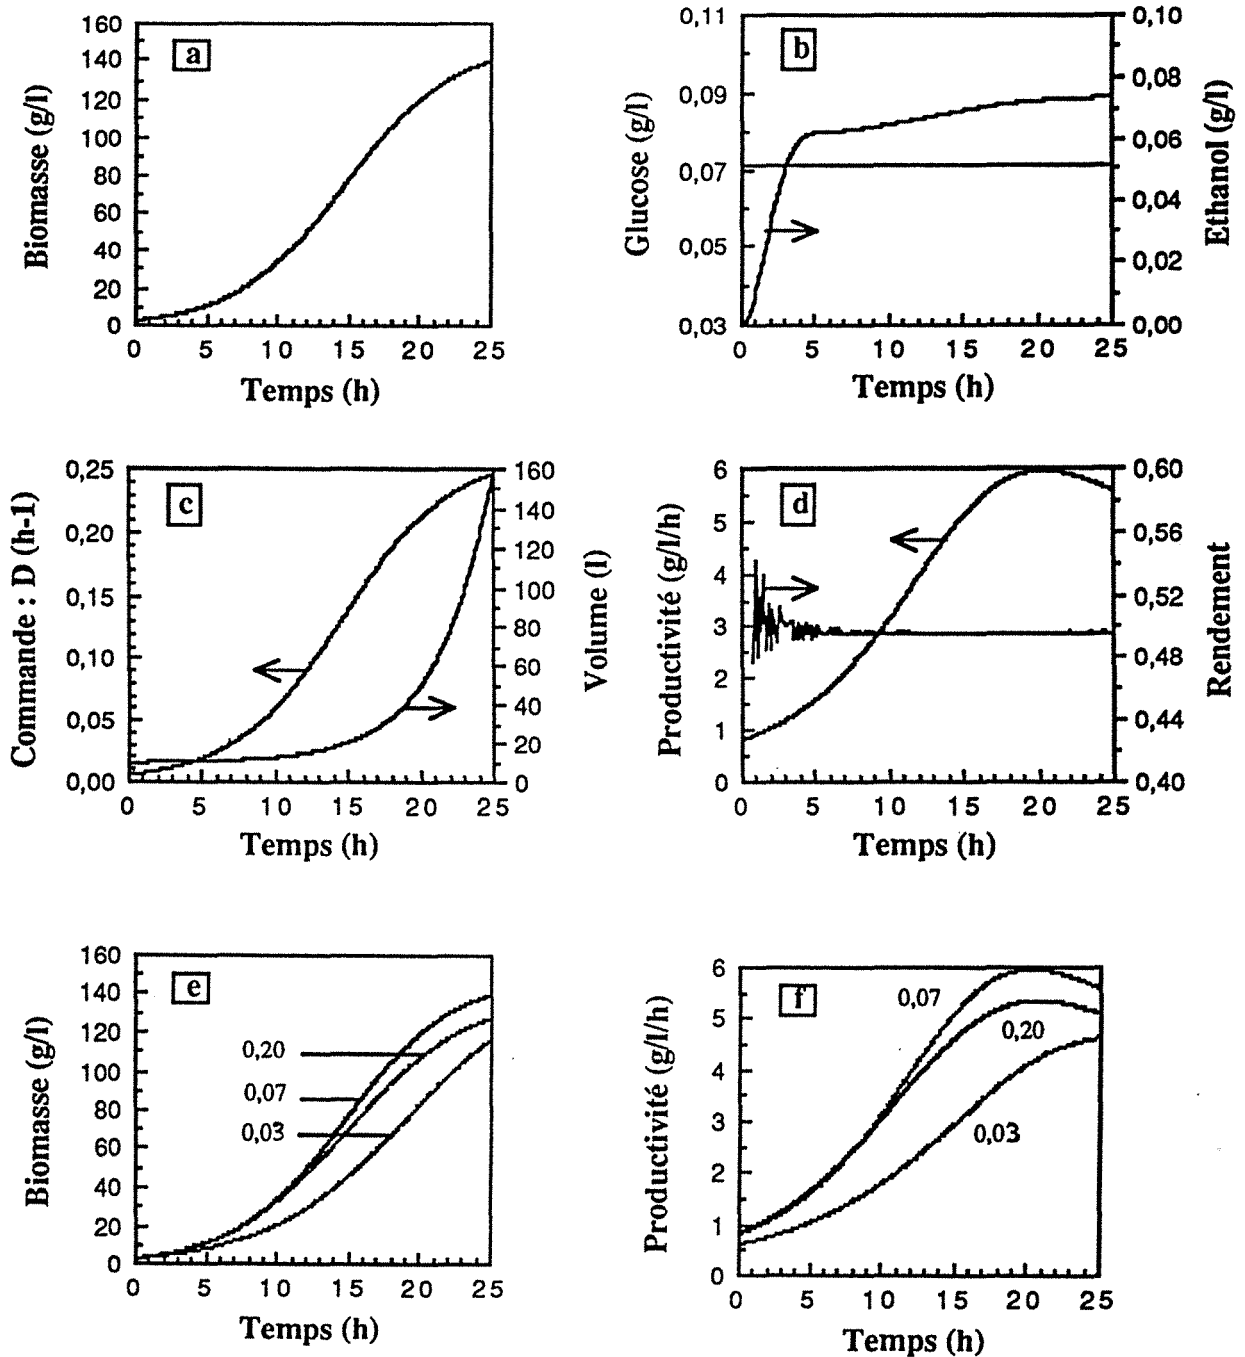 a
160
140
120
100
80
60
40
20
0
Biomasse (g/l)
0 5 10 15 20 25
Temps (h)
b
0,11
0,09
0,07
0,05
0,03
Glucose (g/l)
0,10
0,08
0,06
0,04
0,02
0,00
Ethanol (g/l)
0 5 10 15 20 25
Temps (h)
c
0,25
0,20
0,15
0,10
0,05
0,00
Commande : D (h-1)
160
140
120
100
80
60
40
20
0
Volume (l)
0 5 10 15 20 25
Temps (h)
d
6
5
4
3
2
1
0
Productivité (g/l/h)
0,60
0,56
0,52
0,48
0,44
0,40
Rendement
0 5 10 15 20 25
Temps (h)
e
160
140
120
100
80
60
40
20
0
Biomasse (g/l)
0,20
0,07
0,03
0 5 10 15 20 25
Temps (h)
f
6
5
4
3
2
1
0
Productivité (g/l/h)
0,07
0,20
0,03
0 5 10 15 20 25
Temps (h)